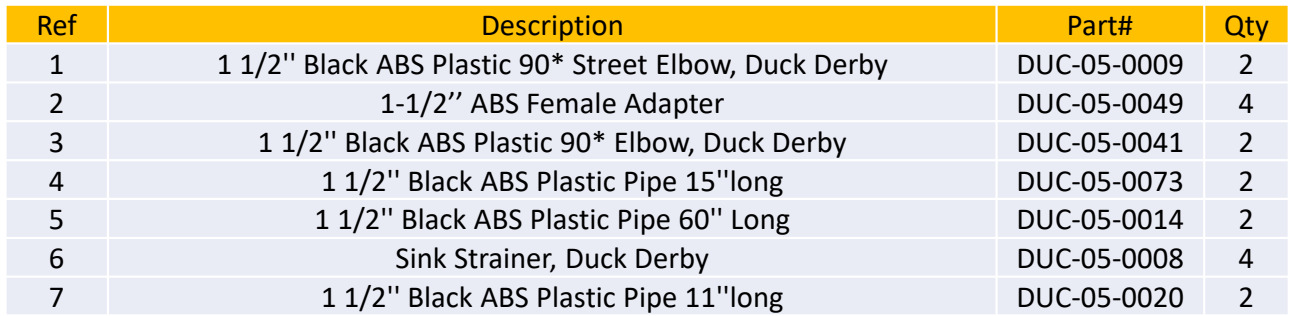 Ref Description Part# Qty
1 1 1/2'' Black ABS Plastic 90* Street Elbow, Duck Derby DUC-05-0009 2
2 1-1/2’’ ABS Female Adapter DUC-05-0049 4
3 1 1/2'' Black ABS Plastic 90* Elbow, Duck Derby DUC-05-0041 2
4 1 1/2'' Black ABS Plastic Pipe 15''long DUC-05-0073 2
5 1 1/2'' Black ABS Plastic Pipe 60'' Long DUC-05-0014 2
6 Sink Strainer, Duck Derby DUC-05-0008 4
7 1 1/2'' Black ABS Plastic Pipe 11''long DUC-05-0020 2